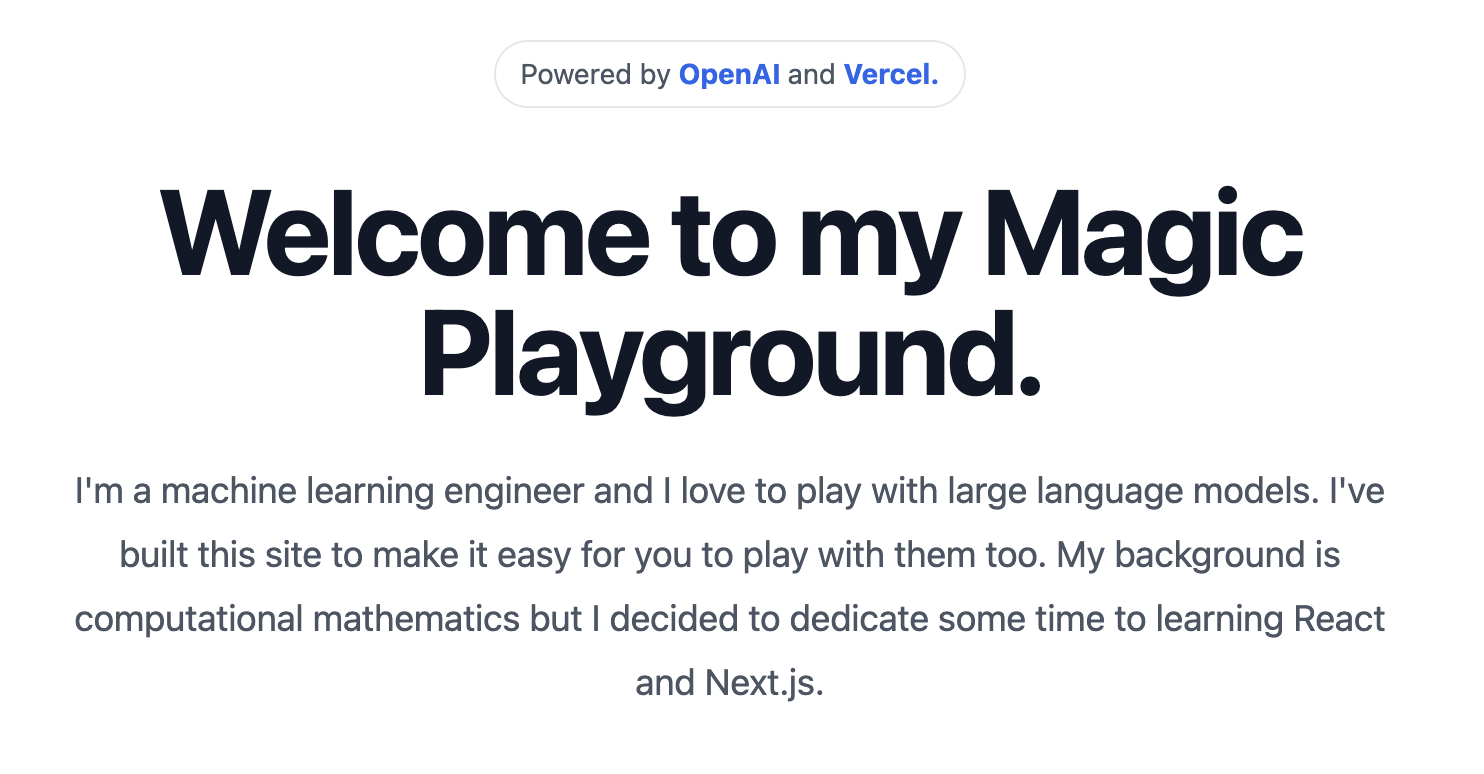 Powered by OpenAI and Vercel.
Welcome to my Magic
Playground.
I'm a machine learning engineer and I love to play with large language models. I've
built this site to make it easy for you to play with them too. My background is
computational mathematics but I decided to dedicate some time to learning React
and Next.js.